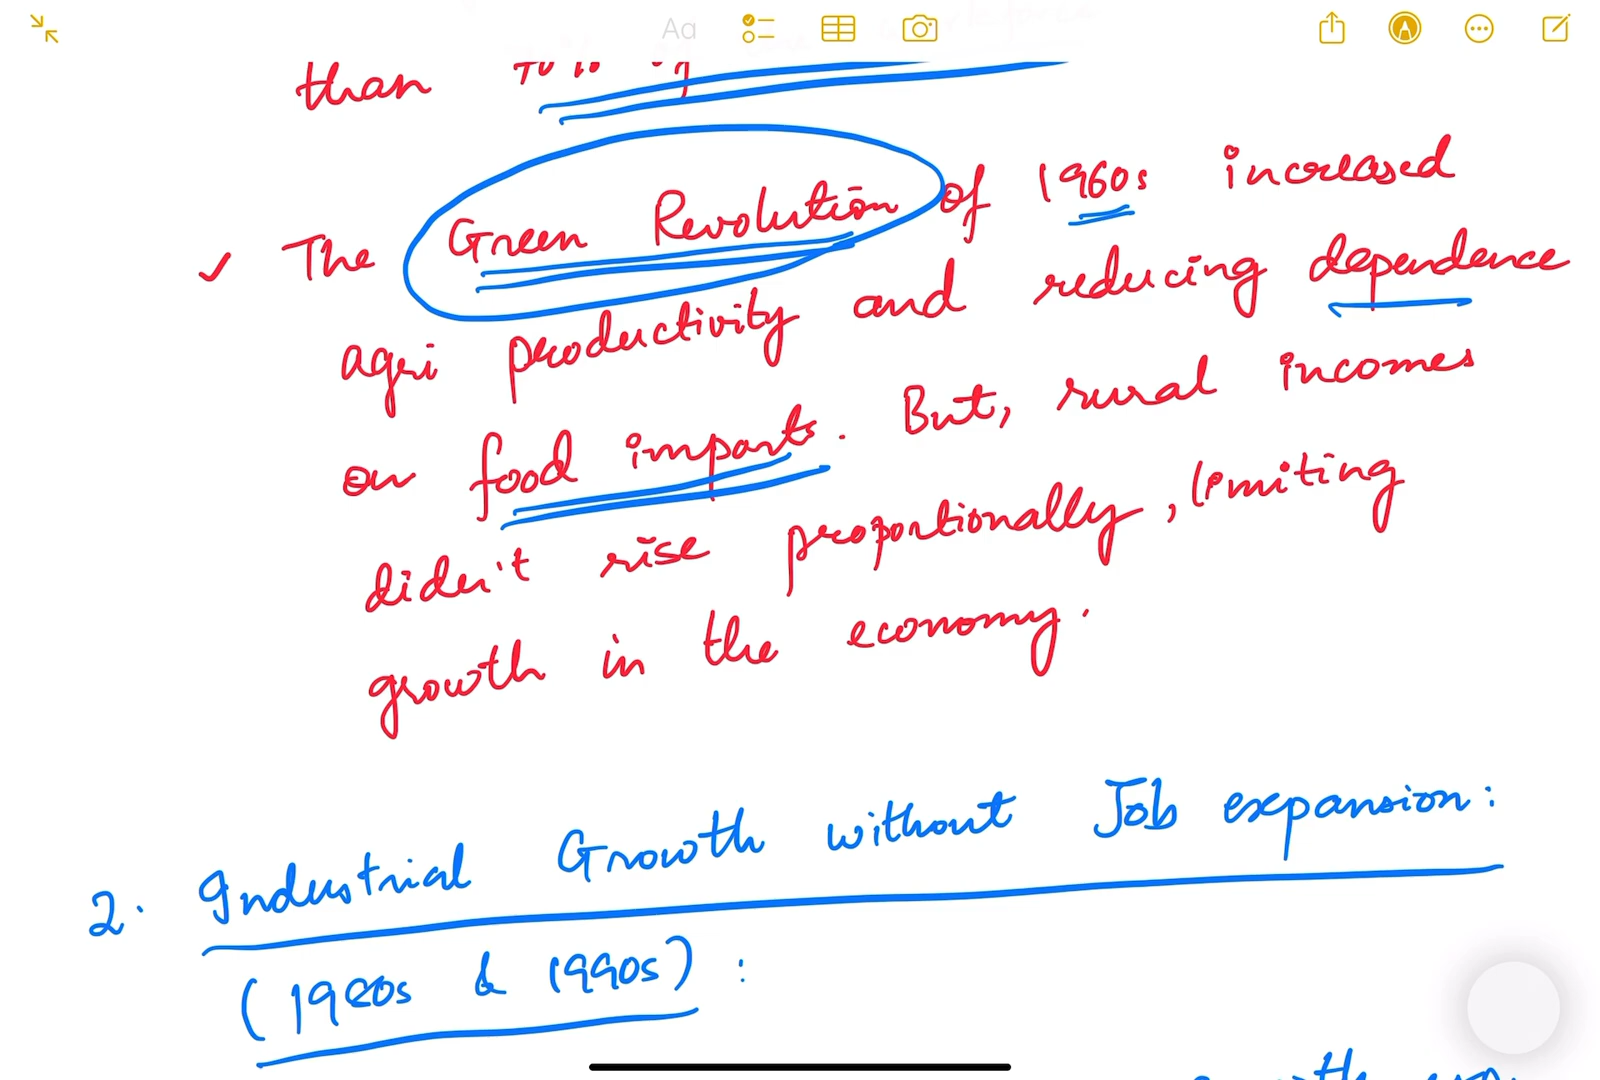 Aa
than
✓ The Green Revolution of 1960s increased
agri productivity and reducing dependence
on food imports. But, rural incomes
didn't rise proportionally, limiting
growth in the economy.
2. Industrial Growth without Job expansion:
(1980s & 1990s) :